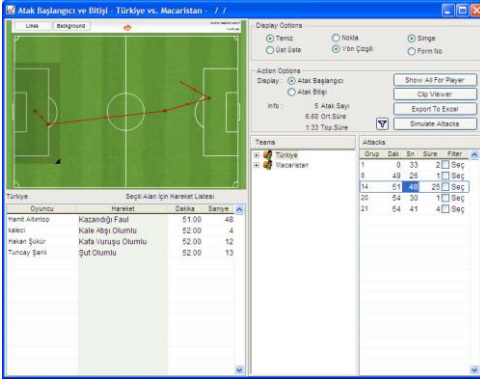 Atak Başlangıcı ve Bitişi - Türkiye vs. Macaristan - / /
Lines Background
Display Options
Temiz Nokta Simge
Üst Üste Yön Çizgili Form No
Action Options
Display : Atak Başlangıcı
Atak Bitişi
Info : 5 Atak Sayı
6.60 Ort.Süre
1:33 Top.Süre
Show All For Player
Clip Viewer
Export To Excel
Simulate Attacks
Teams
Türkiye
Macaristan
Attacks
Grup Dak. Sn Süre Filter
1 0 33 2 Seç
8 49 26 1 Seç
14 51 48 25 Seç
20 54 30 1 Seç
21 54 41 4 Seç
Türkiye Seçili Alan İçin Hareket Listesi
Oyuncu Hareket Dakika Saniye
Hamit Altıntop Kazandığı Faul 51.00 48
kaleci Kale Atışı Olumlu 52.00 4
Hakan Şükür Kafa Vuruşu Olumlu 52.00 12
Tuncay Şanlı Şut Olumlu 52.00 13